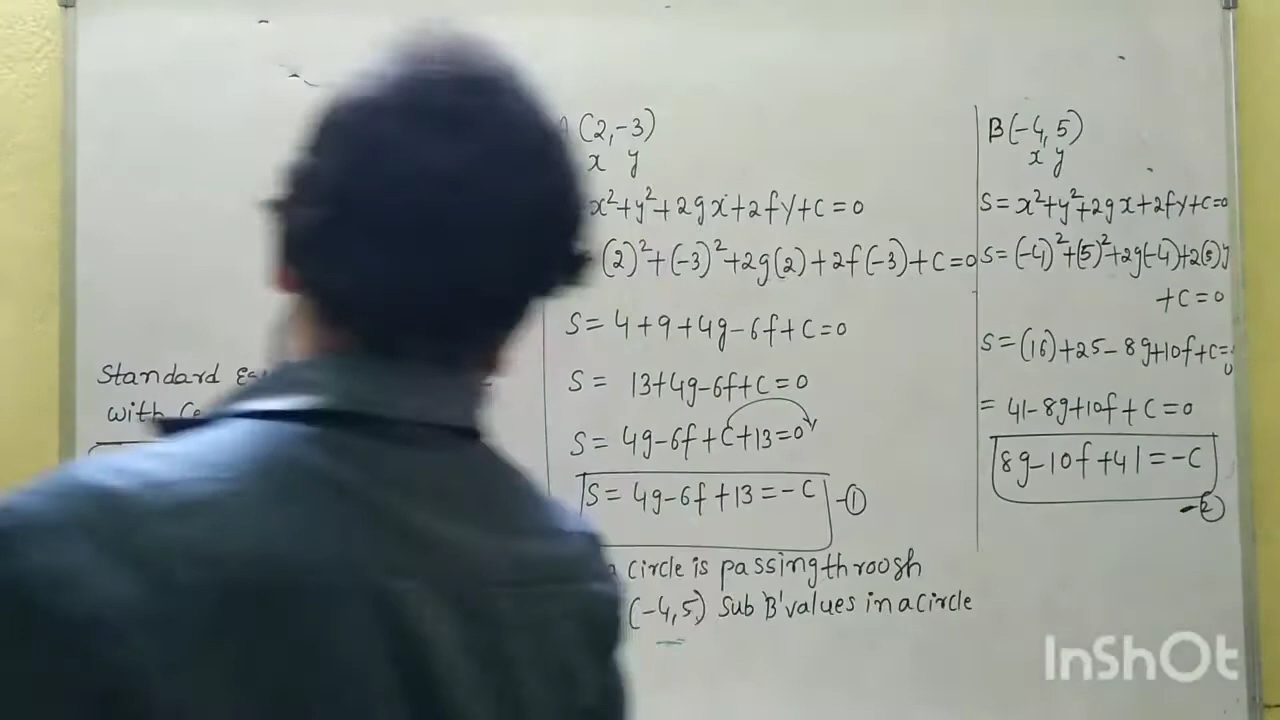 Standard
with
(2,-3)
x y
x²+y²+2gx+2fy+c=0
(2)²+(-3)²+2g(2)+2f(-3)+c=0
S=4+9+4g-6f+c=0
S= 13+4g-6f+c=0
S= 4g-6f+c+13=0
S= 4g-6f+13=-c -①
circle is passing throosh
(-4,5) Sub 'B' values in a circle
B(-4,5)
x y
S=x²+y²+2gx+2fy+c=0
S=(-4)²+(5)²+2g(-4)+2(5)f
+c=0
S=(16)+25-8g+10f+c=0
= 41-8g+10f+c=0
8g-10f+41=-c
-②
InShOt